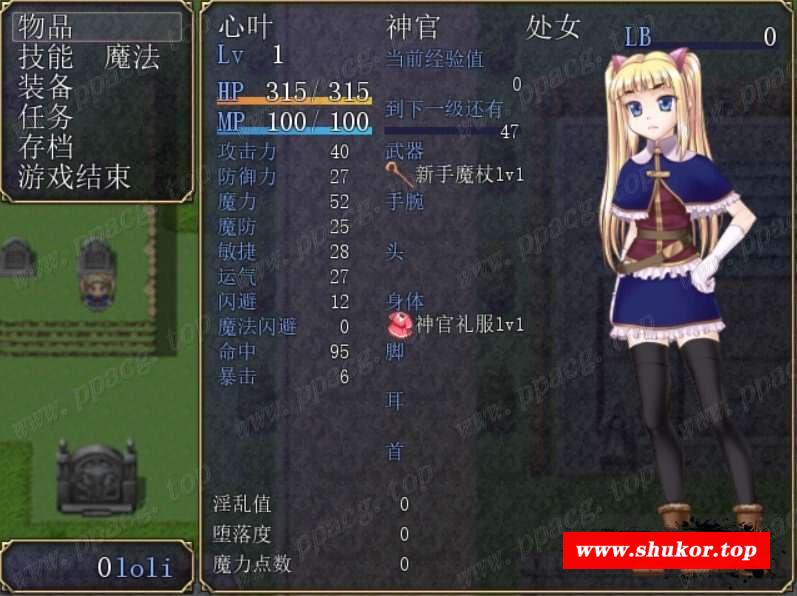 物品
技能 魔法
装备
任务
存档
游戏结束
0loli
心叶 神官 处女
Lv 1
HP 315/ 315
MP 100/ 100
攻击力 40
防御力 27
魔力 52
魔防 25
敏捷 28
运气 27
闪避 12
魔法闪避 0
命中 95
暴击 6
淫乱值 0
堕落度 0
魔力点数 0
当前经验值
0
到下一级还有
47
武器
新手魔杖lv1
手腕
头
身体
神官礼服lv1
脚
耳
首
LB 0
www.shukor.top
www.ppacg.top